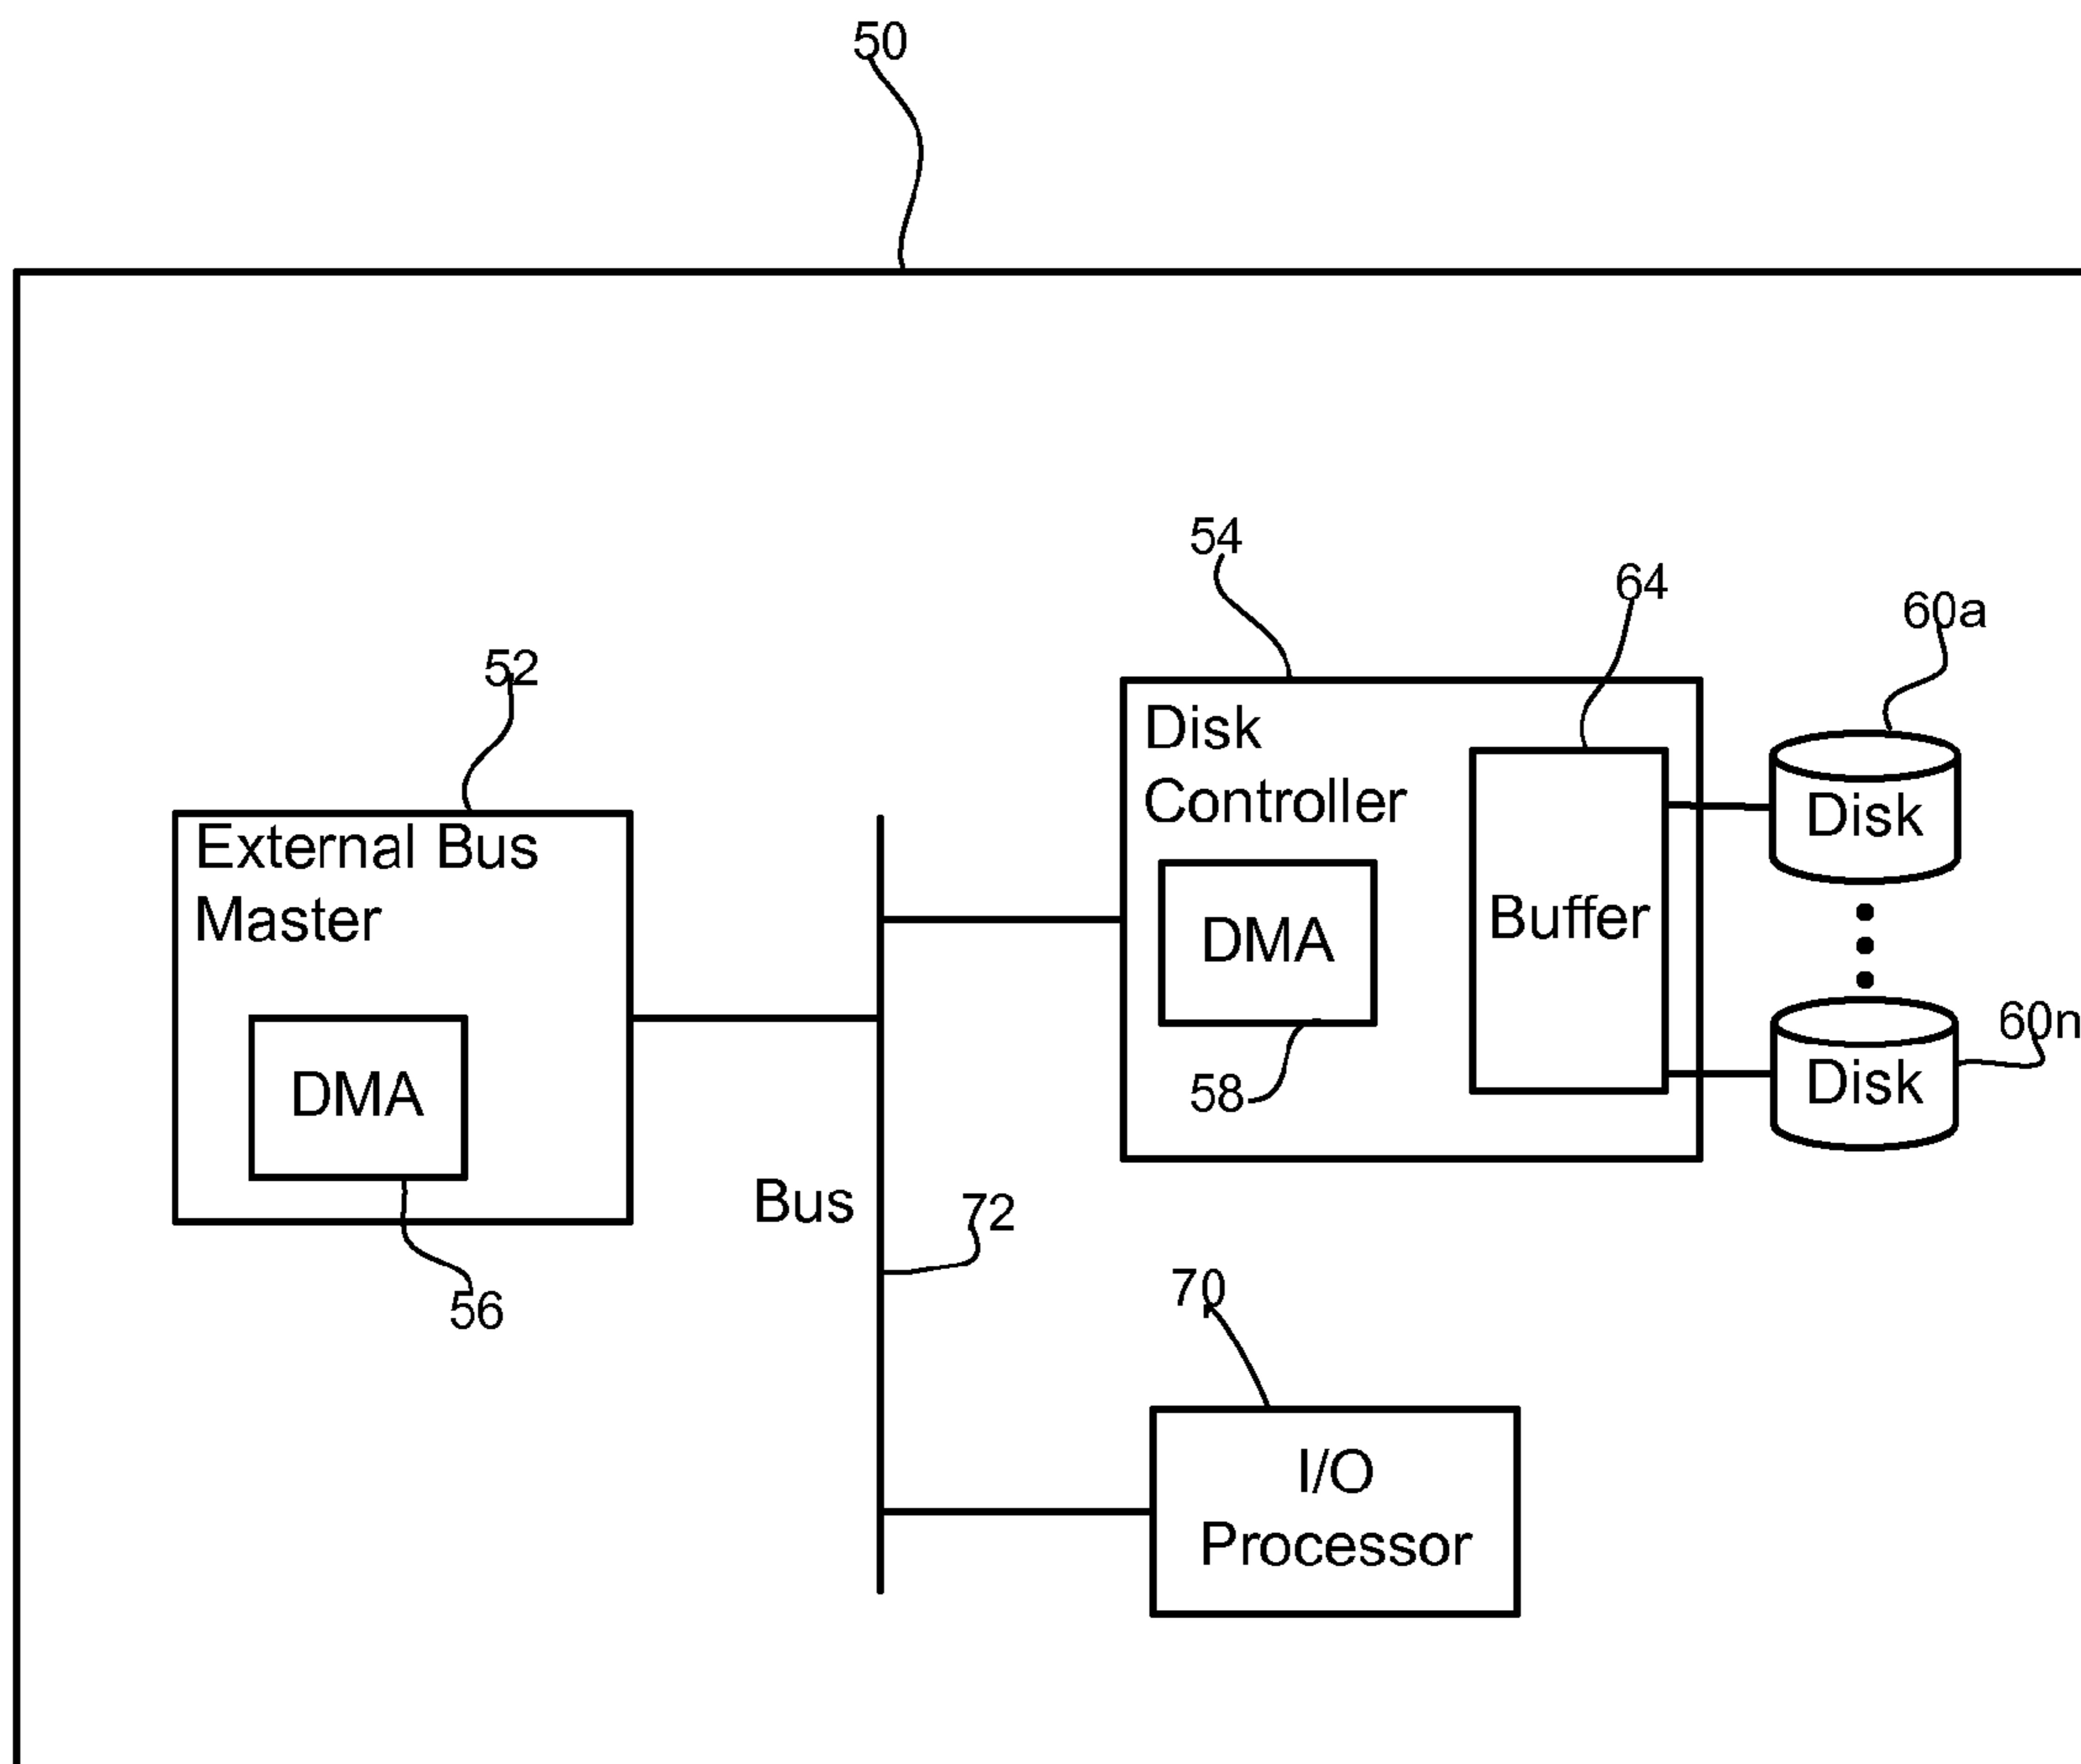 50
54
64
60a
52
Disk
Controller
Disk
External Bus
Master
Buffer
DMA
60n
DMA
Disk
58
Bus
72
56
70
I/O
Processor